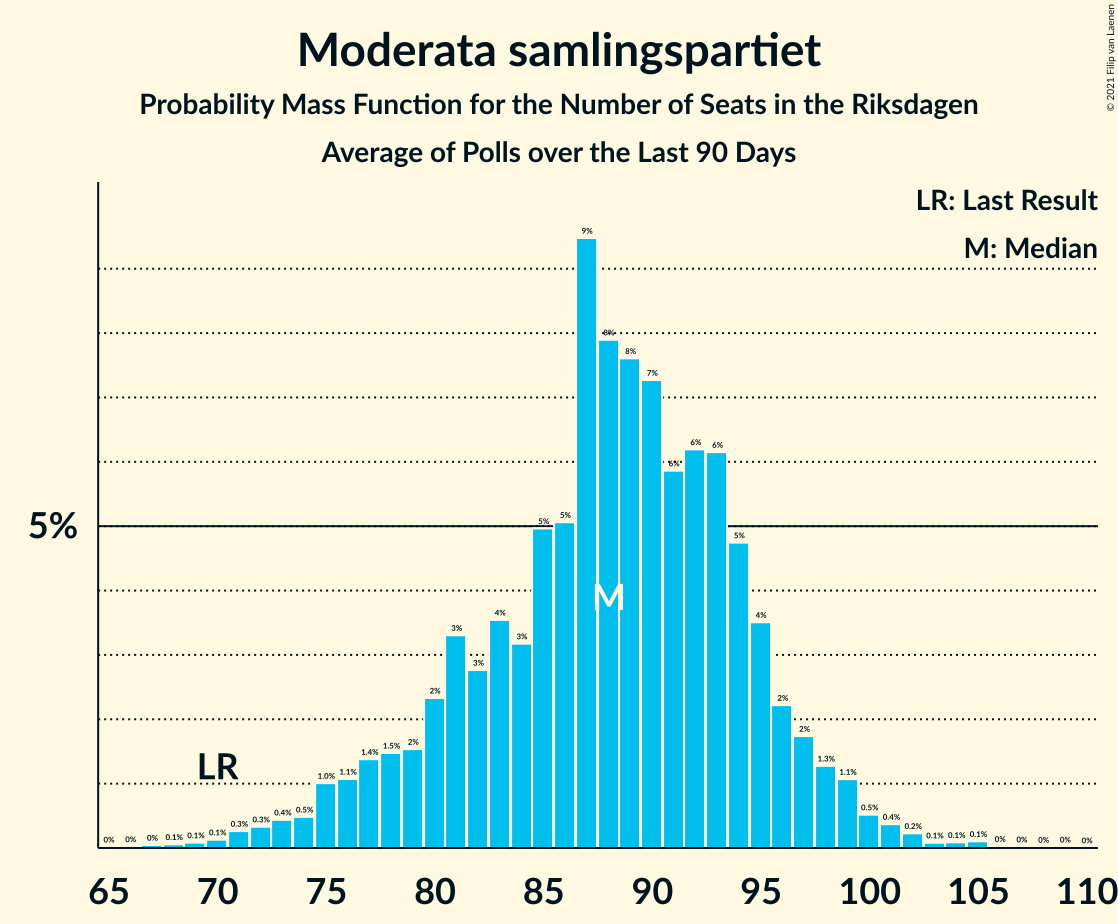 Moderata samlingspartiet
Probability Mass Function for the Number of Seats in the Riksdagen
Average of Polls over the Last 90 Days
© 2021 Filip van Laenen
LR: Last Result
M: Median
5%
LR
M
0% 0% 0% 0.1% 0.1% 0.1% 0.3% 0.3% 0.4% 0.5% 1.0% 1.1% 1.4% 1.5% 2% 2% 3% 3% 4% 3% 5% 5% 9% 8% 8% 7% 6% 6% 6% 5% 4% 2% 2% 1.3% 1.1% 0.5% 0.4% 0.2% 0.1% 0.1% 0.1% 0% 0% 0% 0% 0%
65 70 75 80 85 90 95 100 105 110